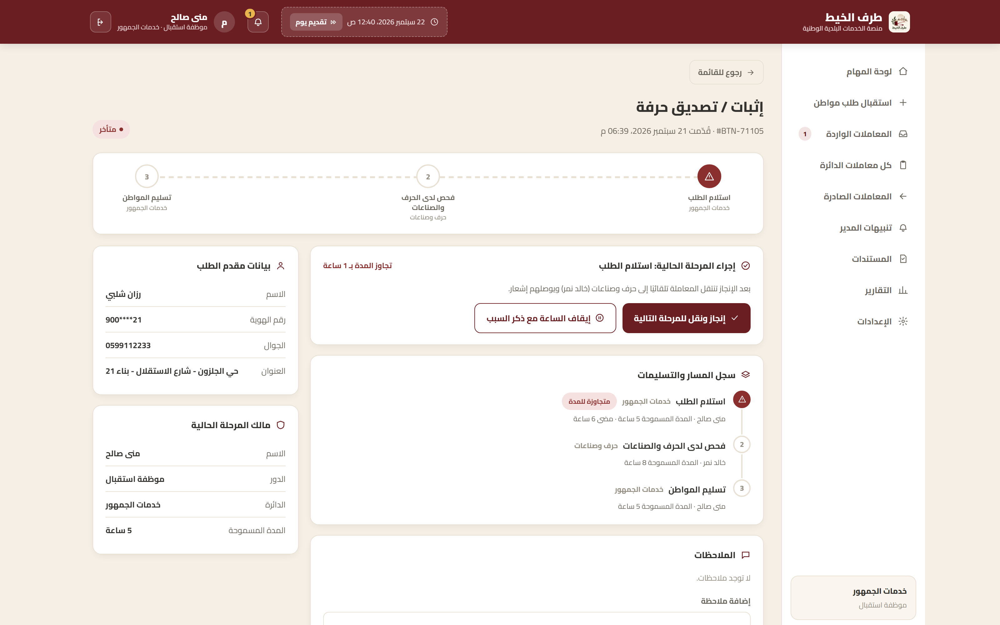 طرف الخيط
منصة الخدمات البلدية الوطنية
طرف الخيط
22 سبتمبر 2026، 12:40 ص
تقديم يوم
1
م
منى صالح
موظفة استقبال · خدمات الجمهور
لوحة المهام
استقبال طلب مواطن
المعاملات الواردة
1
كل معاملات الدائرة
المعاملات الصادرة
تنبيهات المدير
المستندات
التقارير
الإعدادات
خدمات الجمهور
موظفة استقبال
رجوع للقائمة
إثبات / تصديق حرفة
#BTN-71105 · قُدّمت 21 سبتمبر 2026، 06:39 م
متأخر
استلام الطلب
خدمات الجمهور
2
فحص لدى الحرف
والصناعات
حرف وصناعات
3
تسليم المواطن
خدمات الجمهور
إجراء المرحلة الحالية: استلام الطلب
تجاوز المدة بـ 1 ساعة
بعد الإنجاز تنتقل المعاملة تلقائيًا إلى حرف وصناعات (خالد نمر) ويوصلهم إشعار.
إنجاز ونقل للمرحلة التالية
إيقاف الساعة مع ذكر السبب
سجل المسار والتسليمات
استلام الطلب خدمات الجمهور متجاوزة للمدة
منى صالح · المدة المسموحة 5 ساعة · مضى 6 ساعة
2
فحص لدى الحرف والصناعات حرف وصناعات
خالد نمر · المدة المسموحة 8 ساعة
3
تسليم المواطن خدمات الجمهور
منى صالح · المدة المسموحة 5 ساعة
الملاحظات
لا توجد ملاحظات.
إضافة ملاحظة
بيانات مقدم الطلب
الاسم رزان شلبي
رقم الهوية 900****21
الجوال 0599112233
العنوان حي الجلزون - شارع الاستقلال - بناء 21
مالك المرحلة الحالية
الاسم منى صالح
الدور موظفة استقبال
الدائرة خدمات الجمهور
المدة المسموحة 5 ساعة